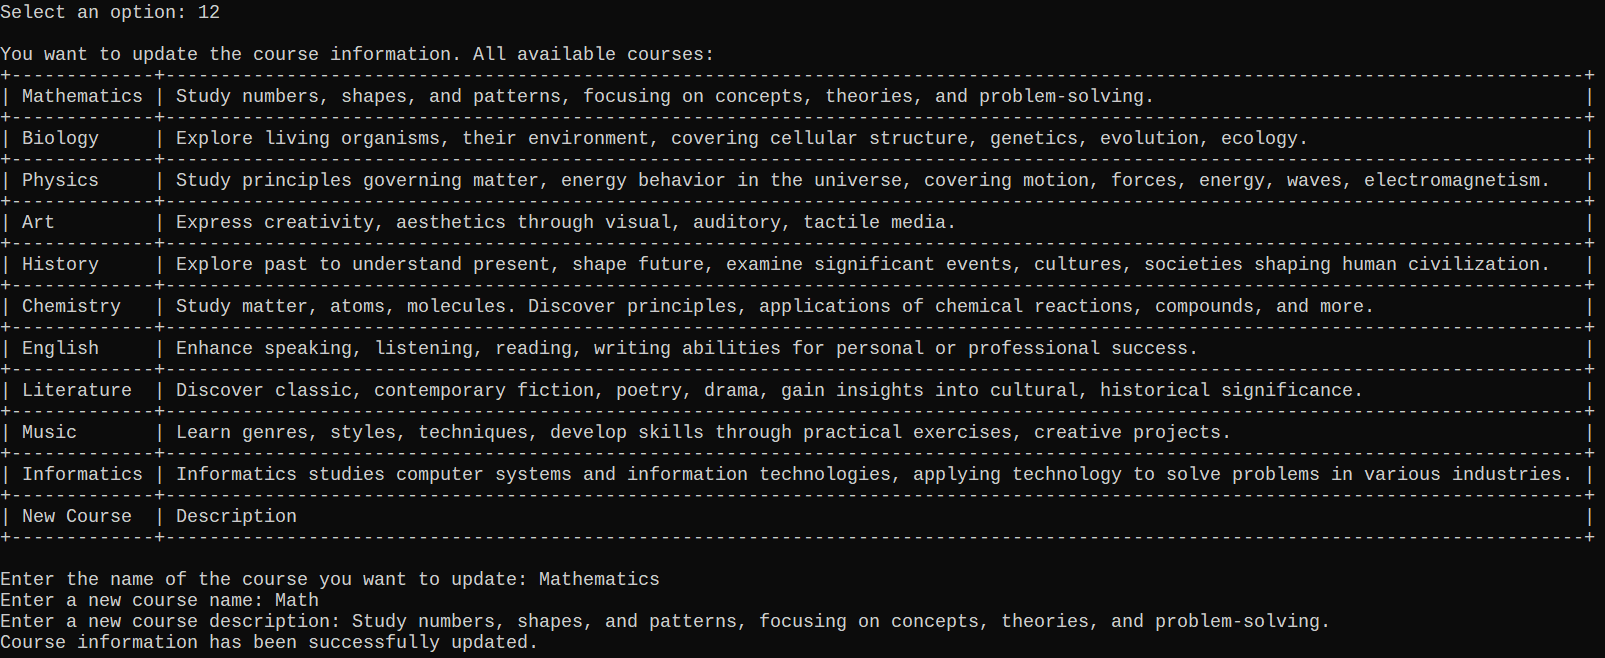 Select an option: 12
You want to update the course information. All available courses:
+-------------+---------------------------------------------------------------------------------------------------------------------------------+
| Mathematics | Study numbers, shapes, and patterns, focusing on concepts, theories, and problem-solving.                                       |
+-------------+---------------------------------------------------------------------------------------------------------------------------------+
| Biology     | Explore living organisms, their environment, covering cellular structure, genetics, evolution, ecology.                         |
+-------------+---------------------------------------------------------------------------------------------------------------------------------+
| Physics     | Study principles governing matter, energy behavior in the universe, covering motion, forces, energy, waves, electromagnetism.   |
+-------------+---------------------------------------------------------------------------------------------------------------------------------+
| Art         | Express creativity, aesthetics through visual, auditory, tactile media.                                                         |
+-------------+---------------------------------------------------------------------------------------------------------------------------------+
| History     | Explore past to understand present, shape future, examine significant events, cultures, societies shaping human civilization.   |
+-------------+---------------------------------------------------------------------------------------------------------------------------------+
| Chemistry   | Study matter, atoms, molecules. Discover principles, applications of chemical reactions, compounds, and more.                   |
+-------------+---------------------------------------------------------------------------------------------------------------------------------+
| English     | Enhance speaking, listening, reading, writing abilities for personal or professional success.                                   |
+-------------+---------------------------------------------------------------------------------------------------------------------------------+
| Literature  | Discover classic, contemporary fiction, poetry, drama, gain insights into cultural, historical significance.                    |
+-------------+---------------------------------------------------------------------------------------------------------------------------------+
| Music       | Learn genres, styles, techniques, develop skills through practical exercises, creative projects.                                |
+-------------+---------------------------------------------------------------------------------------------------------------------------------+
| Informatics | Informatics studies computer systems and information technologies, applying technology to solve problems in various industries. |
+-------------+---------------------------------------------------------------------------------------------------------------------------------+
| New Course  | Description                                                                                                                     |
+-------------+---------------------------------------------------------------------------------------------------------------------------------+
Enter the name of the course you want to update: Mathematics
Enter a new course name: Math
Enter a new course description: Study numbers, shapes, and patterns, focusing on concepts, theories, and problem-solving.
Course information has been successfully updated.